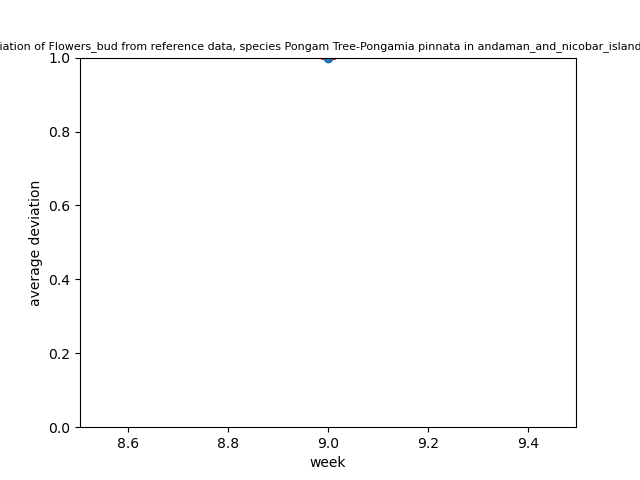 iation of Flowers_bud from reference data, species Pongam Tree-Pongamia pinnata in andaman_and_nicobar_island
1.0
0.8
0.6
0.4
0.2
0.0
average deviation
8.6 8.8 9.0 9.2 9.4
week